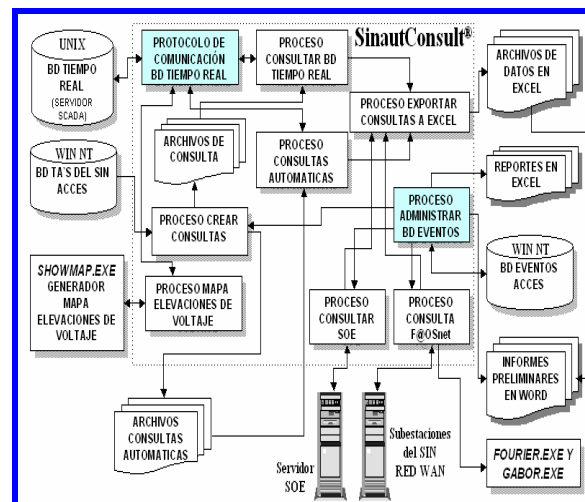 UNIX
BD TIEMPO
REAL
(SERVIDOR
SCADA)
PROTOCOLO DE
COMUNICACIÓN
BD TIEMPO REAL
PROCESO
CONSULTAR BD
TIEMPO REAL
SinautConsult®
ARCHIVOS DE
DATOS EN
EXCEL
PROCESO EXPORTAR
CONSULTAS A EXCEL
ARCHIVOS
DE
CONSULTA
PROCESO
CONSULTAS
AUTOMATICAS
WIN NT
BD TA'S DEL SIN
ACCES
REPORTES EN
EXCEL
PROCESO
ADMINISTRAR
BD EVENTOS
PROCESO CREAR
CONSULTAS
WIN NT
BD EVENTOS
ACCES
SHOWMAP.EXE
GENERADOR
MAPA
ELEVACIONES DE
VOLTAJE
PROCESO MAPA
ELEVACIONES DE
VOLTAJE
PROCESO
CONSULTAR
SOE
PROCESO
CONSULTA
F@OSnet
INFORMES
PRELIMINARES
EN WORD
ARCHIVOS
CONSULTAS
AUTOMATICAS
Servidor
SOE
Subestaciones
del SIN
RED WAN
FOURIER.EXE Y
GABOR.EXE